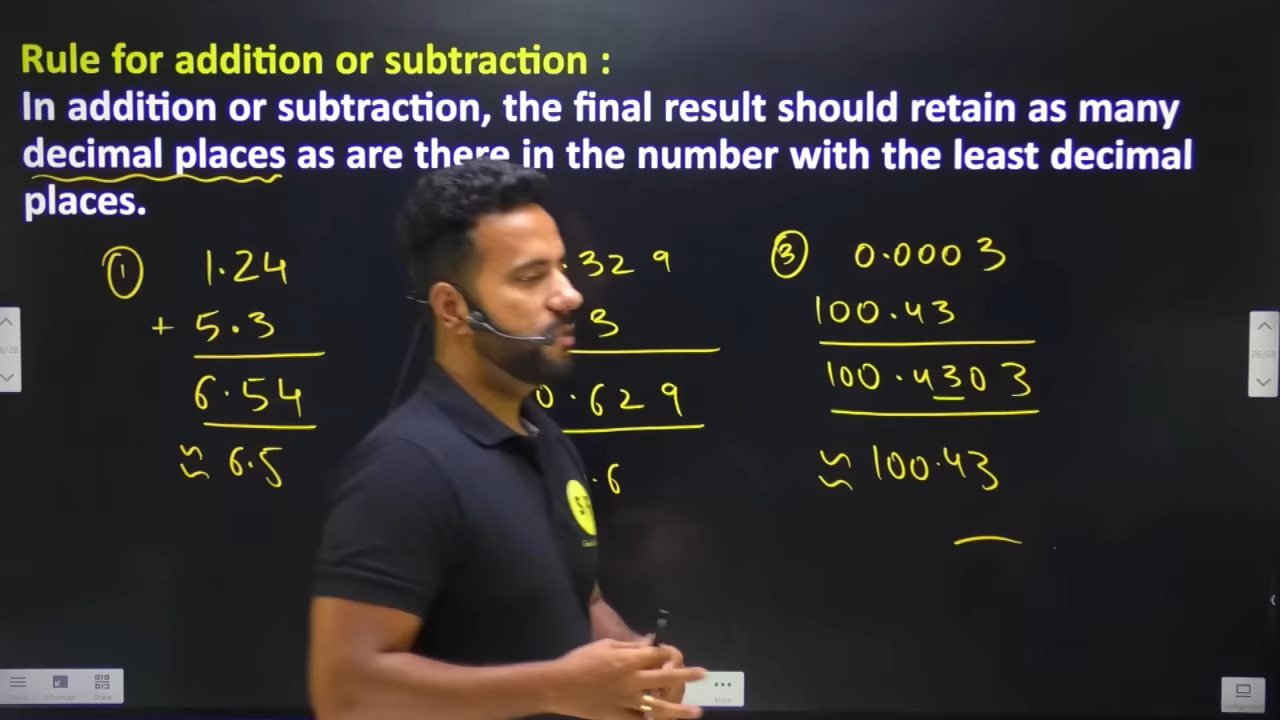 Rule for addition or subtraction :
In addition or subtraction, the final result should retain as many
decimal places as are there in the number with the least decimal
places.
① 1.24
+ 5.3
6.54
≈ 6.5
.329
3
0.629
.6
③ 0.0003
100.43
100.4303
≈ 100.43
More